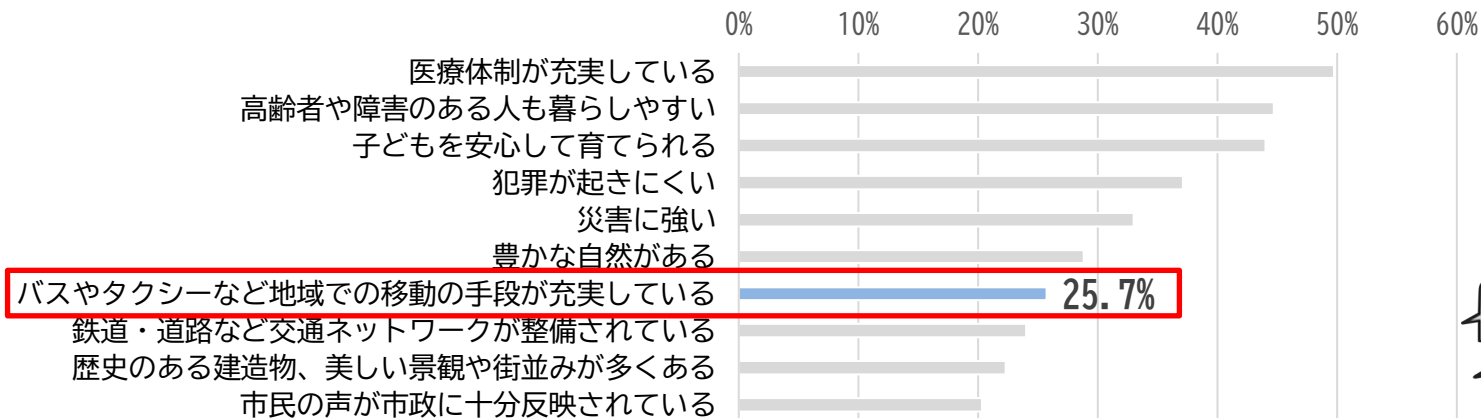 0% 10% 20% 30% 40% 50% 60%
医療体制が充実している
高齢者や障害のある人も暮らしやすい
子どもを安心して育てられる
犯罪が起きにくい
災害に強い
豊かな自然がある
バスやタクシーなど地域での移動の手段が充実している 25.7%
鉄道・道路など交通ネットワークが整備されている
歴史のある建造物、美しい景観や街並みが多くある
市民の声が市政に十分反映されている